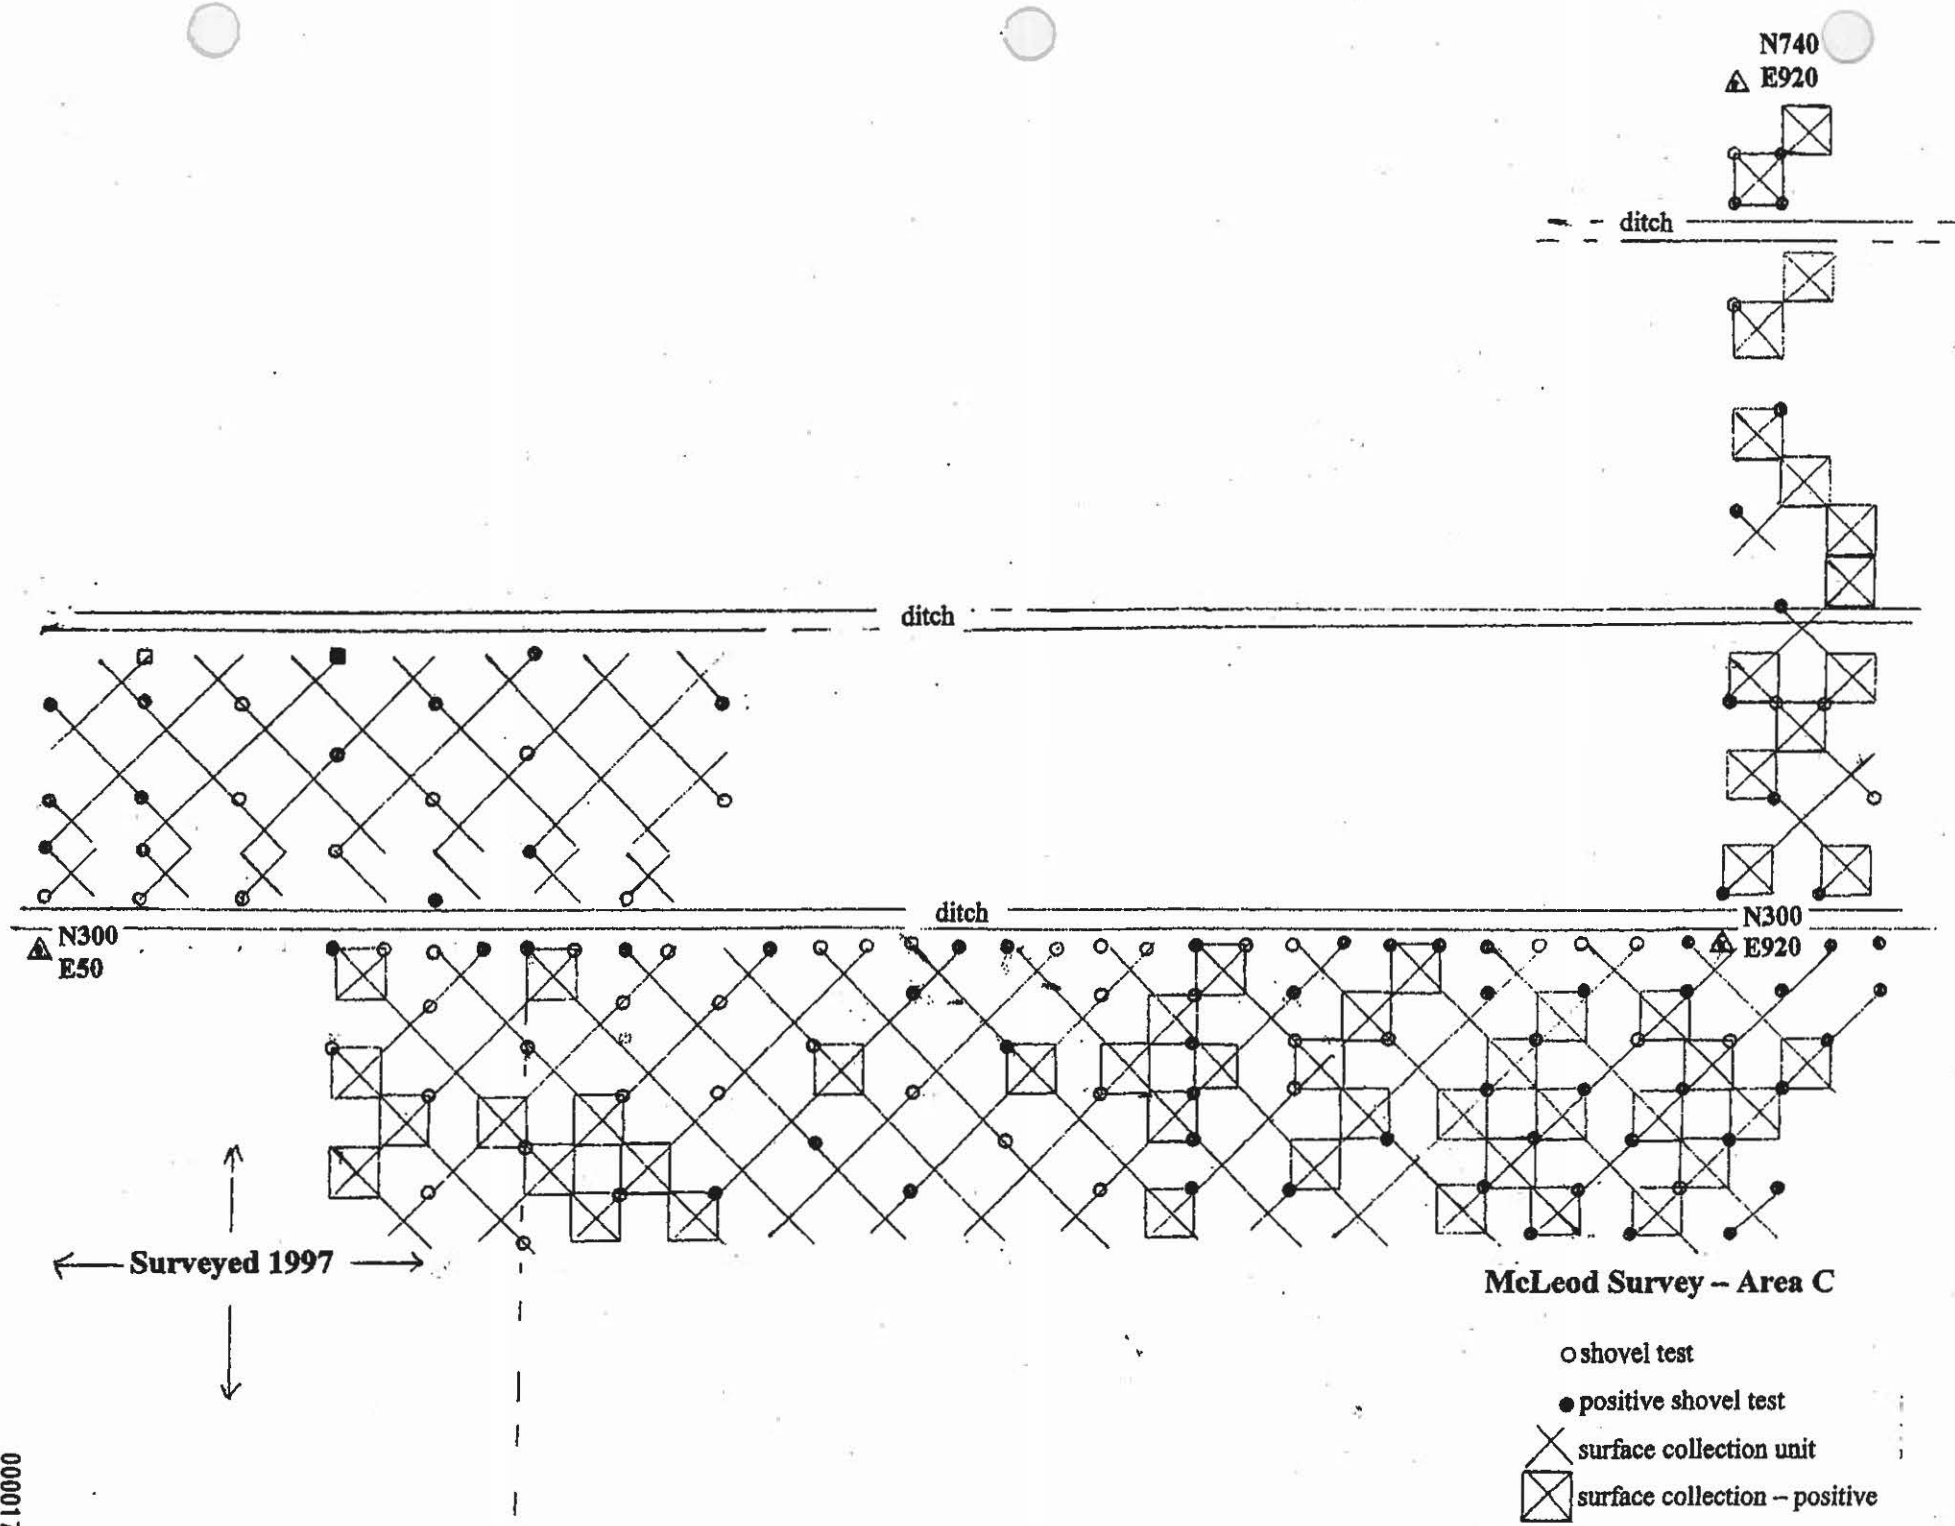 N740
E920
ditch
ditch
ditch
N300
E50
N300
E920
Surveyed 1997
McLeod Survey – Area C
shovel test
positive shovel test
surface collection unit
surface collection – positive